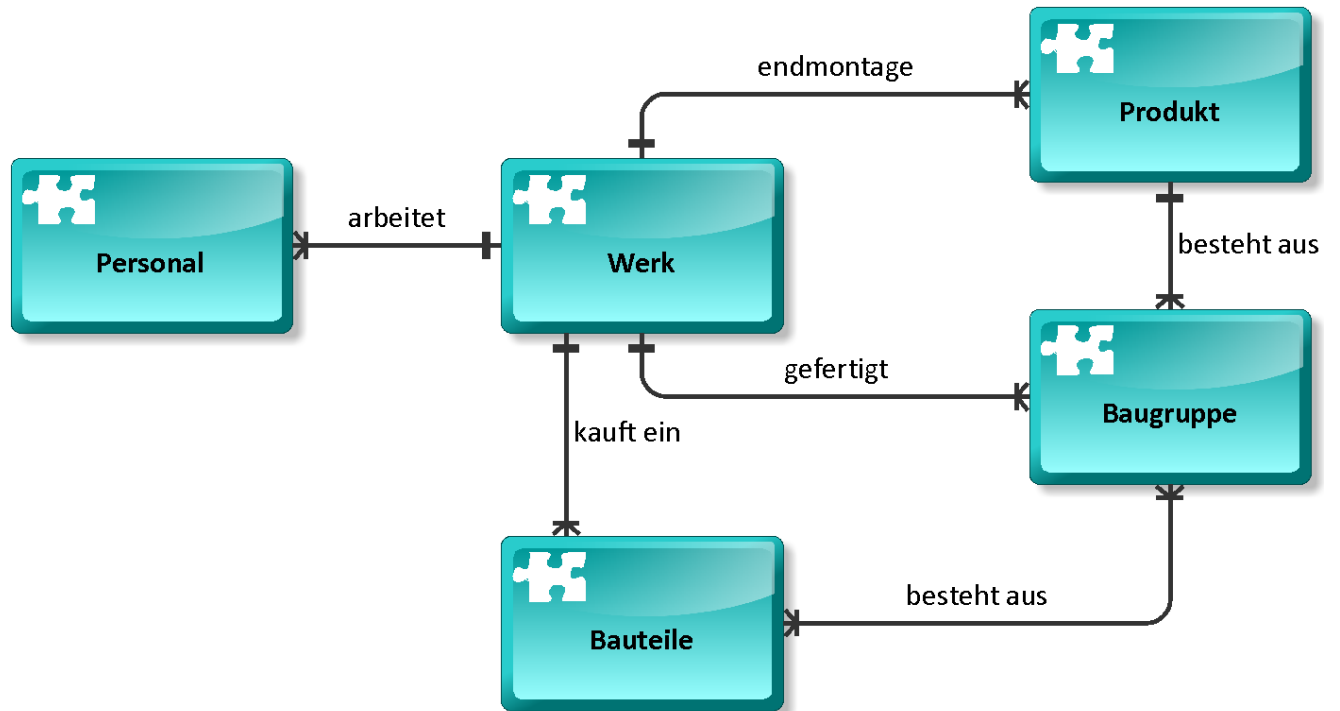 endmontage
Produkt
arbeitet
Personal
Werk
besteht aus
gefertigt
Baugruppe
kauft ein
besteht aus
Bauteile